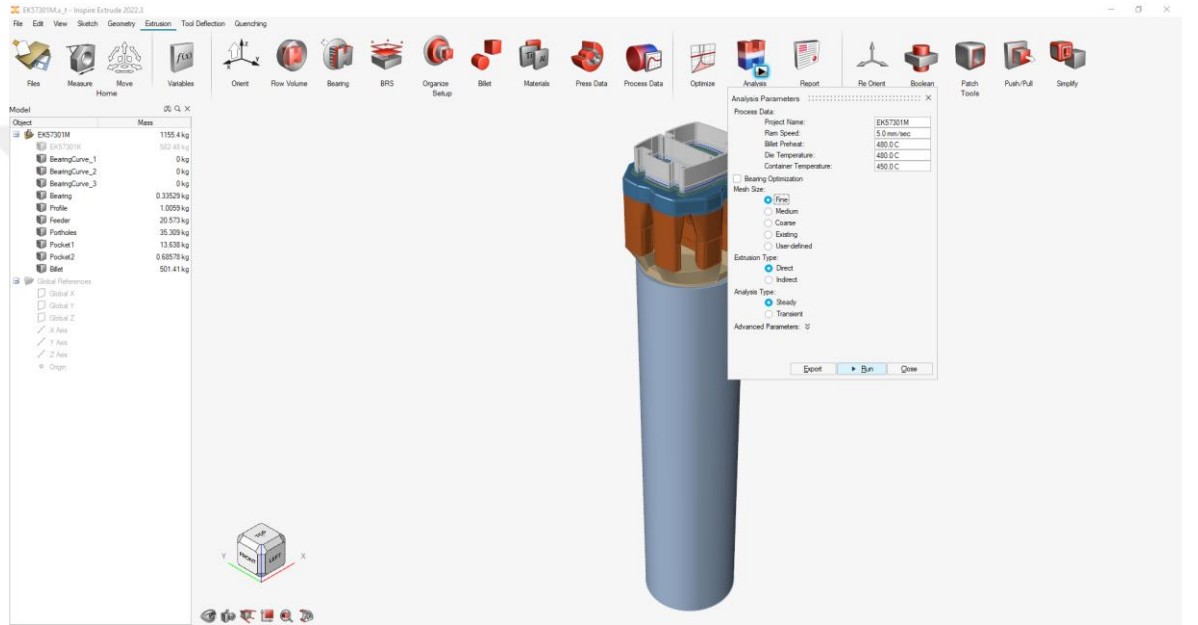 EK57301M.x_t - Inspire Extrude 2022.3
File Edit View Sketch Geometry Extrusion Tool Deflection Quenching
Files Measure Move Variables Orient Flow Volume Bearing BRS Organize Billet Materials Press Data Process Data Optimize Analysis Report Re Orient Boolean Patch Push/Pull Simplify
Home Setup Tools
Model
Object Mass
EK57301M 1155.4 kg
EK57301K 582.48 kg
BearingCurve_1 0 kg
BearingCurve_2 0 kg
BearingCurve_3 0 kg
Bearing 0.33529 kg
Profile 1.0059 kg
Feeder 20.573 kg
Portholes 35.309 kg
Pocket1 13.638 kg
Pocket2 0.68578 kg
Billet 501.41 kg
Global References
Global X
Global Y
Global Z
X Axis
Y Axis
Z Axis
Origin
Analysis Parameters
Process Data:
Project Name: EK57301M
Ram Speed: 5.0 mm/sec
Billet Preheat: 480.0 C
Die Temperature: 480.0 C
Container Temperature: 450.0 C
Bearing Optimization
Mesh Size:
Fine
Medium
Coarse
Existing
User-defined
Extrusion Type:
Direct
Indirect
Analysis Type:
Steady
Transient
Advanced Parameters:
Export Run Close
TOP
FRONT LEFT
Y X